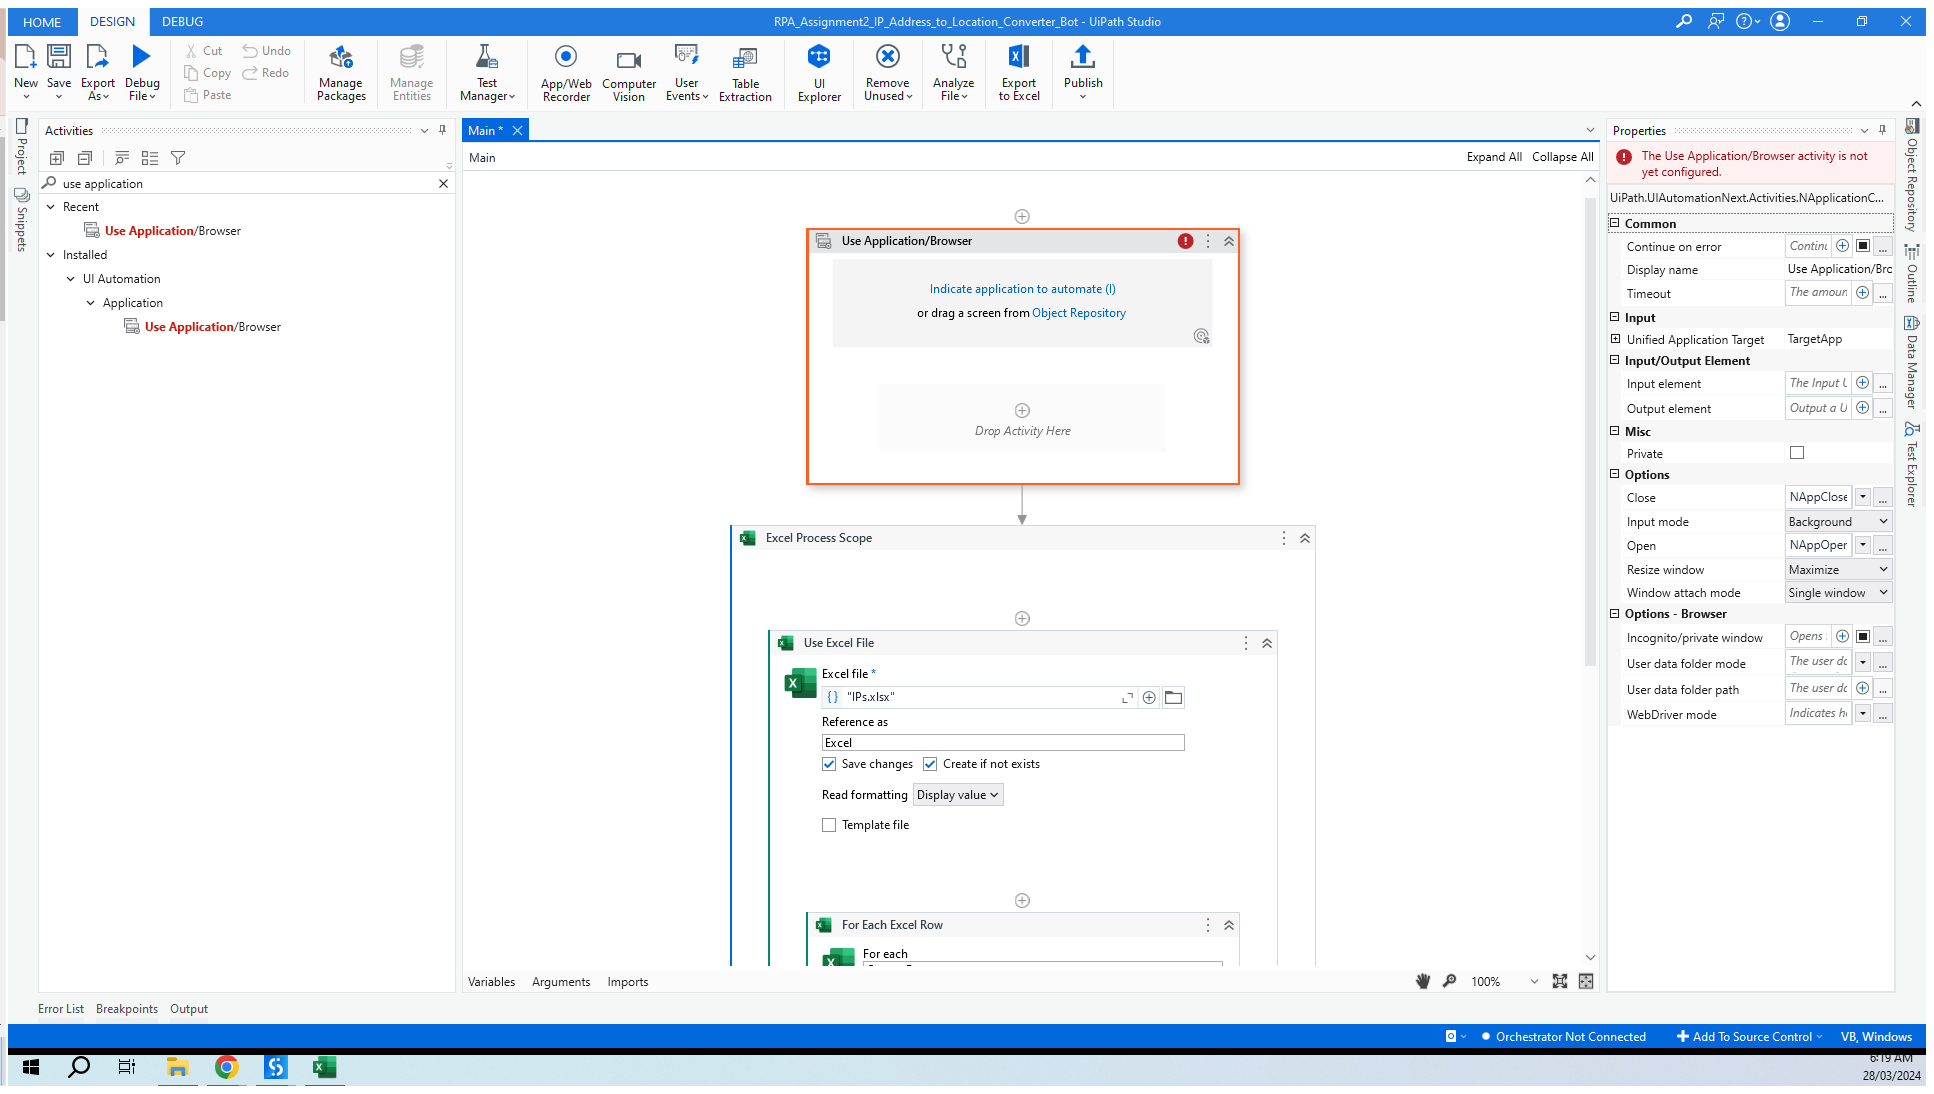 HOME
DESIGN
DEBUG
RPA_Assignment2_IP_Address_to_Location_Converter_Bot - UiPath Studio
New
Save
Export As
Debug File
Cut
Copy
Paste
Undo
Redo
Manage Packages
Manage Entities
Test Manager
App/Web Recorder
Computer Vision
User Events
Table Extraction
UI Explorer
Remove Unused
Analyze File
Export to Excel
Publish
Project
Snippets
Activities
use application
Recent
Use Application/Browser
Installed
UI Automation
Application
Use Application/Browser
Main *
Main
Expand All
Collapse All
Use Application/Browser
Indicate application to automate (I)
or drag a screen from Object Repository
Drop Activity Here
Excel Process Scope
Use Excel File
Excel file *
"IPs.xlsx"
Reference as
Excel
Save changes
Create if not exists
Read formatting
Display value
Template file
For Each Excel Row
For each
Variables
Arguments
Imports
100%
Properties
The Use Application/Browser activity is not
yet configured.
UiPath.UIAutomationNext.Activities.NApplicationC...
Common
Continue on error
Display name
Use Application/Bro
Timeout
The amoun
...
Input
Unified Application Target
TargetApp
Input/Output Element
Input element
The Input U
...
Output element
Output a U
...
Misc
Private
Options
Close
NAppClose
...
Input mode
Background
Open
NAppOper
...
Resize window
Maximize
Window attach mode
Single window
Options - Browser
Incognito/private window
Opens
...
User data folder mode
The user da
...
User data folder path
The user da
...
WebDriver mode
Indicates h
...
Object Repository
Outline
Data Manager
Test Explorer
Error List
Breakpoints
Output
Orchestrator Not Connected
Add To Source Control
VB, Windows
6:19 AM
28/03/2024